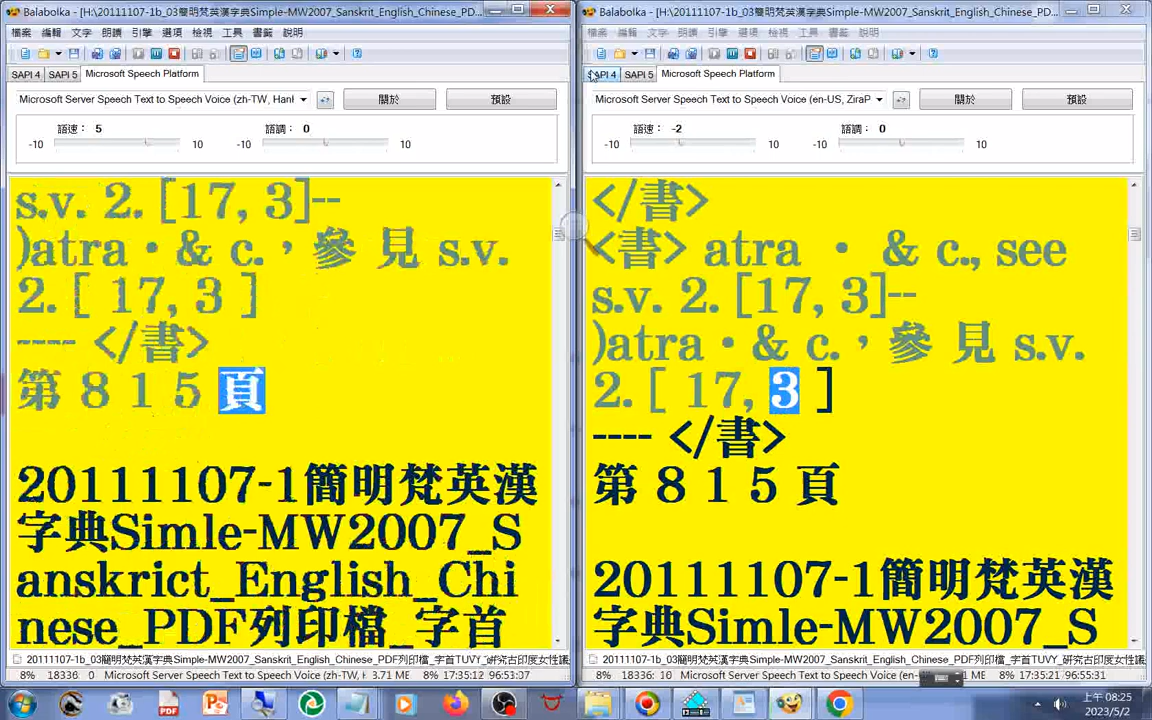 Balabolka - [H:\20111107-1b_03簡明梵英漢字典Simple-MW2007_Sanskrit_English_Chinese_PD...
檔案 編輯 文字 朗讀 引擎 選項 檢視 工具 書籤 說明
SAPI 4 SAPI 5 Microsoft Speech Platform
Microsoft Server Speech Text to Speech Voice (zh-TW, Hanl
關於 預設
語速： 5 語調： 0
-10 10 -10 10
s.v. 2. [17, 3]--
)atra‧& c.，參 見 s.v.
2. [ 17, 3 ]
---- </書>
第 8 1 5 頁
20111107-1簡明梵英漢
字典Simle-MW2007_S
anskrict_English_Chi
nese_PDF列印檔_字首
20111107-1b_03簡明梵英漢字典Simple-MW2007_Sanskrit_English_Chinese_PDF列印檔_字首TUVY_研究古印度女性議
8% 18336: 0 Microsoft Server Speech Text to Speech Voice (zh-TW, H 3.71 ME 8% 17:35:12 96:53:07
Balabolka - [H:\20111107-1b_03簡明梵英漢字典Simple-MW2007_Sanskrit_English_Chinese_PD...
檔案 編輯 文字 朗讀 引擎 選項 檢視 工具 書籤 說明
SAPI 4 SAPI 5 Microsoft Speech Platform
Microsoft Server Speech Text to Speech Voice (en-US, ZiraP
關於 預設
語速： -2 語調： 0
-10 10 -10 10
</書>
<書> atra ‧ & c., see
s.v. 2. [17, 3]--
)atra‧& c.，參 見 s.v.
2. [ 17, 3 ]
---- </書>
第 8 1 5 頁
20111107-1簡明梵英漢
字典Simle-MW2007_S
20111107-1b_03簡明梵英漢字典Simple-MW2007_Sanskrit_English_Chinese_PDF列印檔_字首TUVY_研究古印度女性議
8% 18336: 10 Microsoft Server Speech Text to Speech Voice (en- ME 8% 17:35:21 96:55:31
上午 08:25
2023/5/2